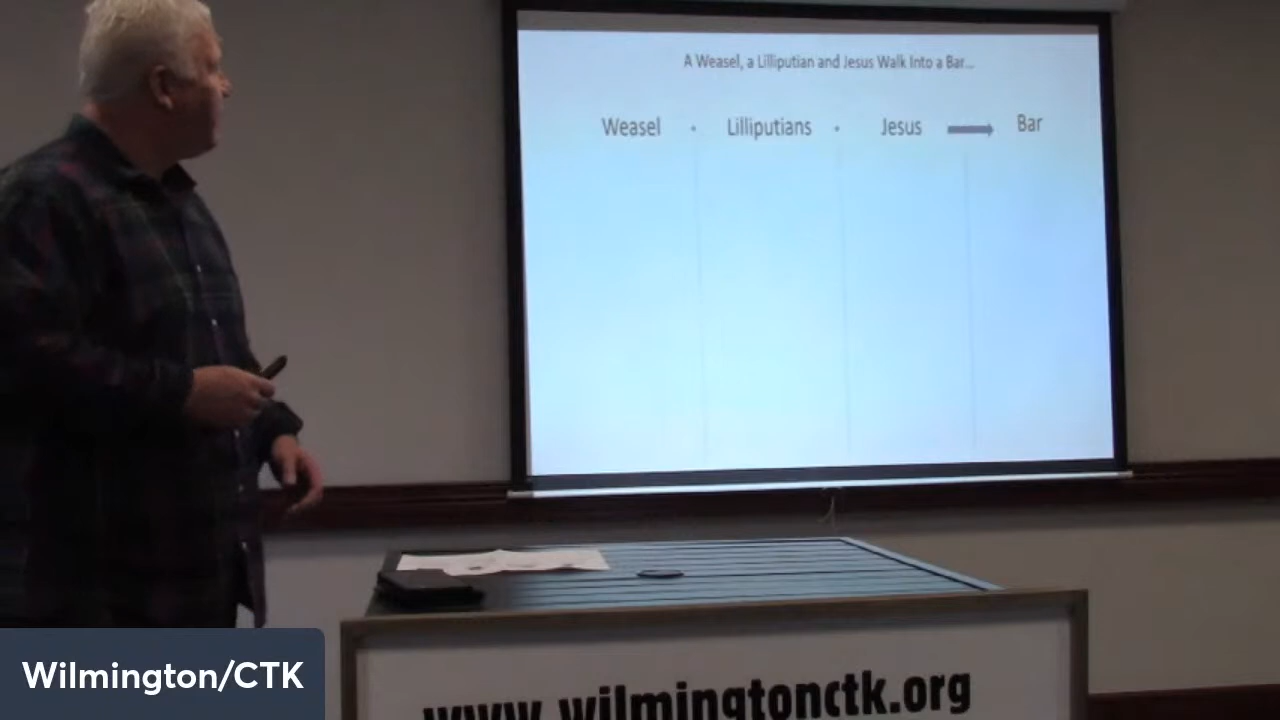 A Weasel, a Lilliputian and Jesus Walk Into a Bar...
Weasel • Lilliputians • Jesus Bar
Wilmington/CTK
www.wilmingtonctk.org